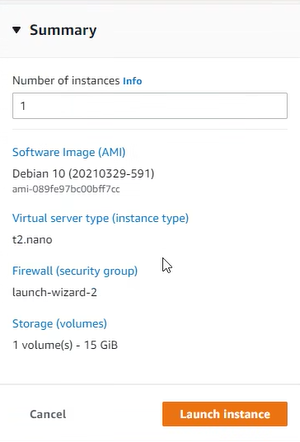 Summary
Number of instances Info
1
Software Image (AMI)
Debian 10 (20210329-591)
ami-089fe97bc00bff7cc
Virtual server type (instance type)
t2.nano
Firewall (security group)
launch-wizard-2
Storage (volumes)
1 volume(s) - 15 GiB
Cancel Launch instance